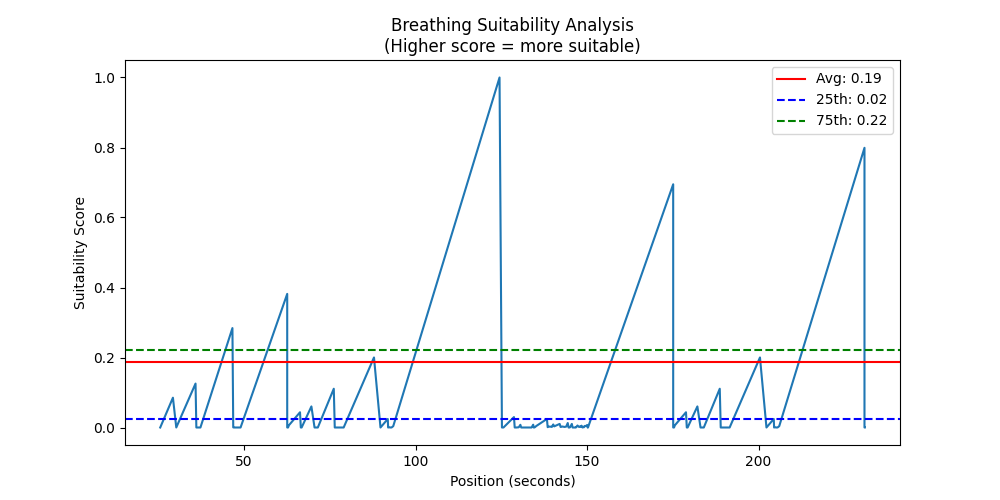 Breathing Suitability Analysis
(Higher score = more suitable)
Avg: 0.19
25th: 0.02
75th: 0.22
1.0
0.8
0.6
0.4
0.2
0.0
Suitability Score
50
100
150
200
Position (seconds)